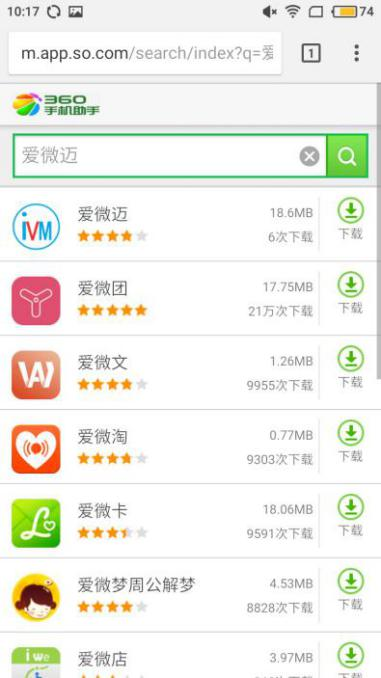 10:17
74
m.app.so.com/search/index?q=爱
1
360
手机助手
爱微迈
iVM
爱微迈
18.6MB
6次下载
下载
爱微团
17.75MB
21万次下载
下载
爱微文
1.26MB
9955次下载
下载
爱微淘
0.77MB
9303次下载
下载
爱微卡
18.06MB
9591次下载
下载
爱微梦周公解梦
4.53MB
8828次下载
下载
i we
爱微店
3.97MB